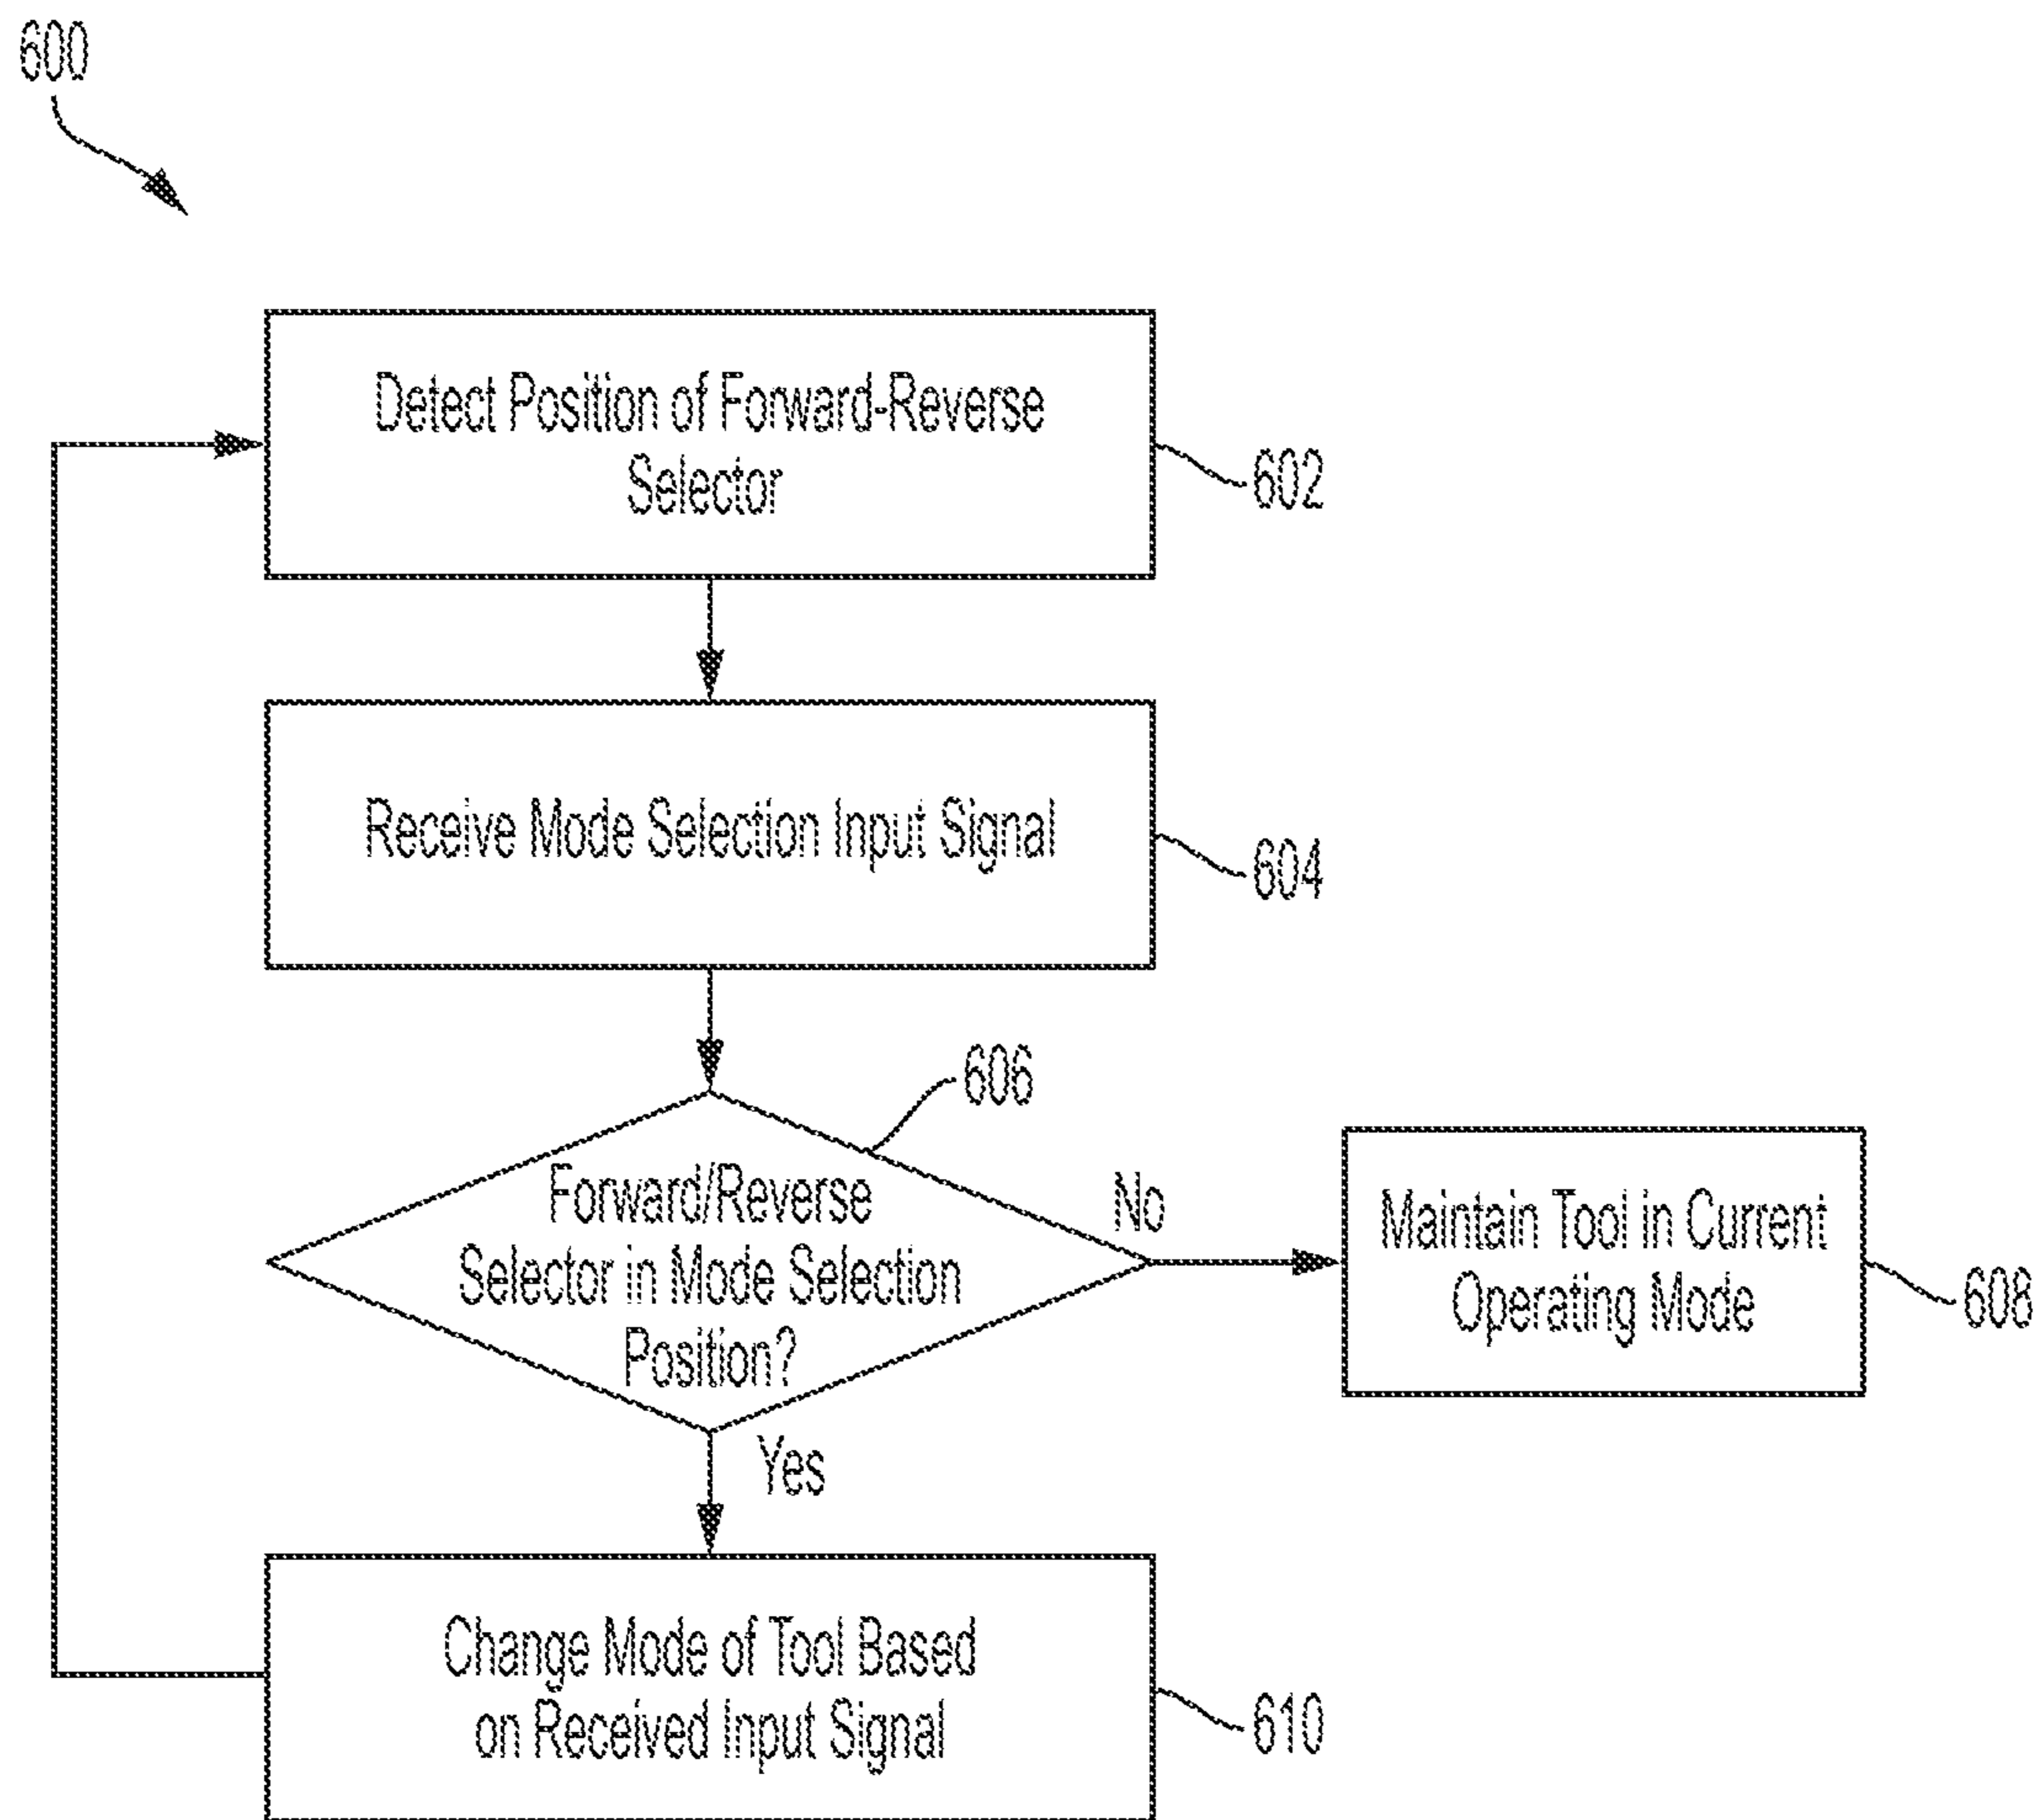 600
Detect Position of Forward-Reverse
Selector
602
Receive Mode Selection Input Signal
604
606
Forward/Reverse
Selector in Mode Selection
Position?
No
Maintain Tool in Current
Operating Mode
608
Yes
Change Mode of Tool Based
on Received Input Signal
610